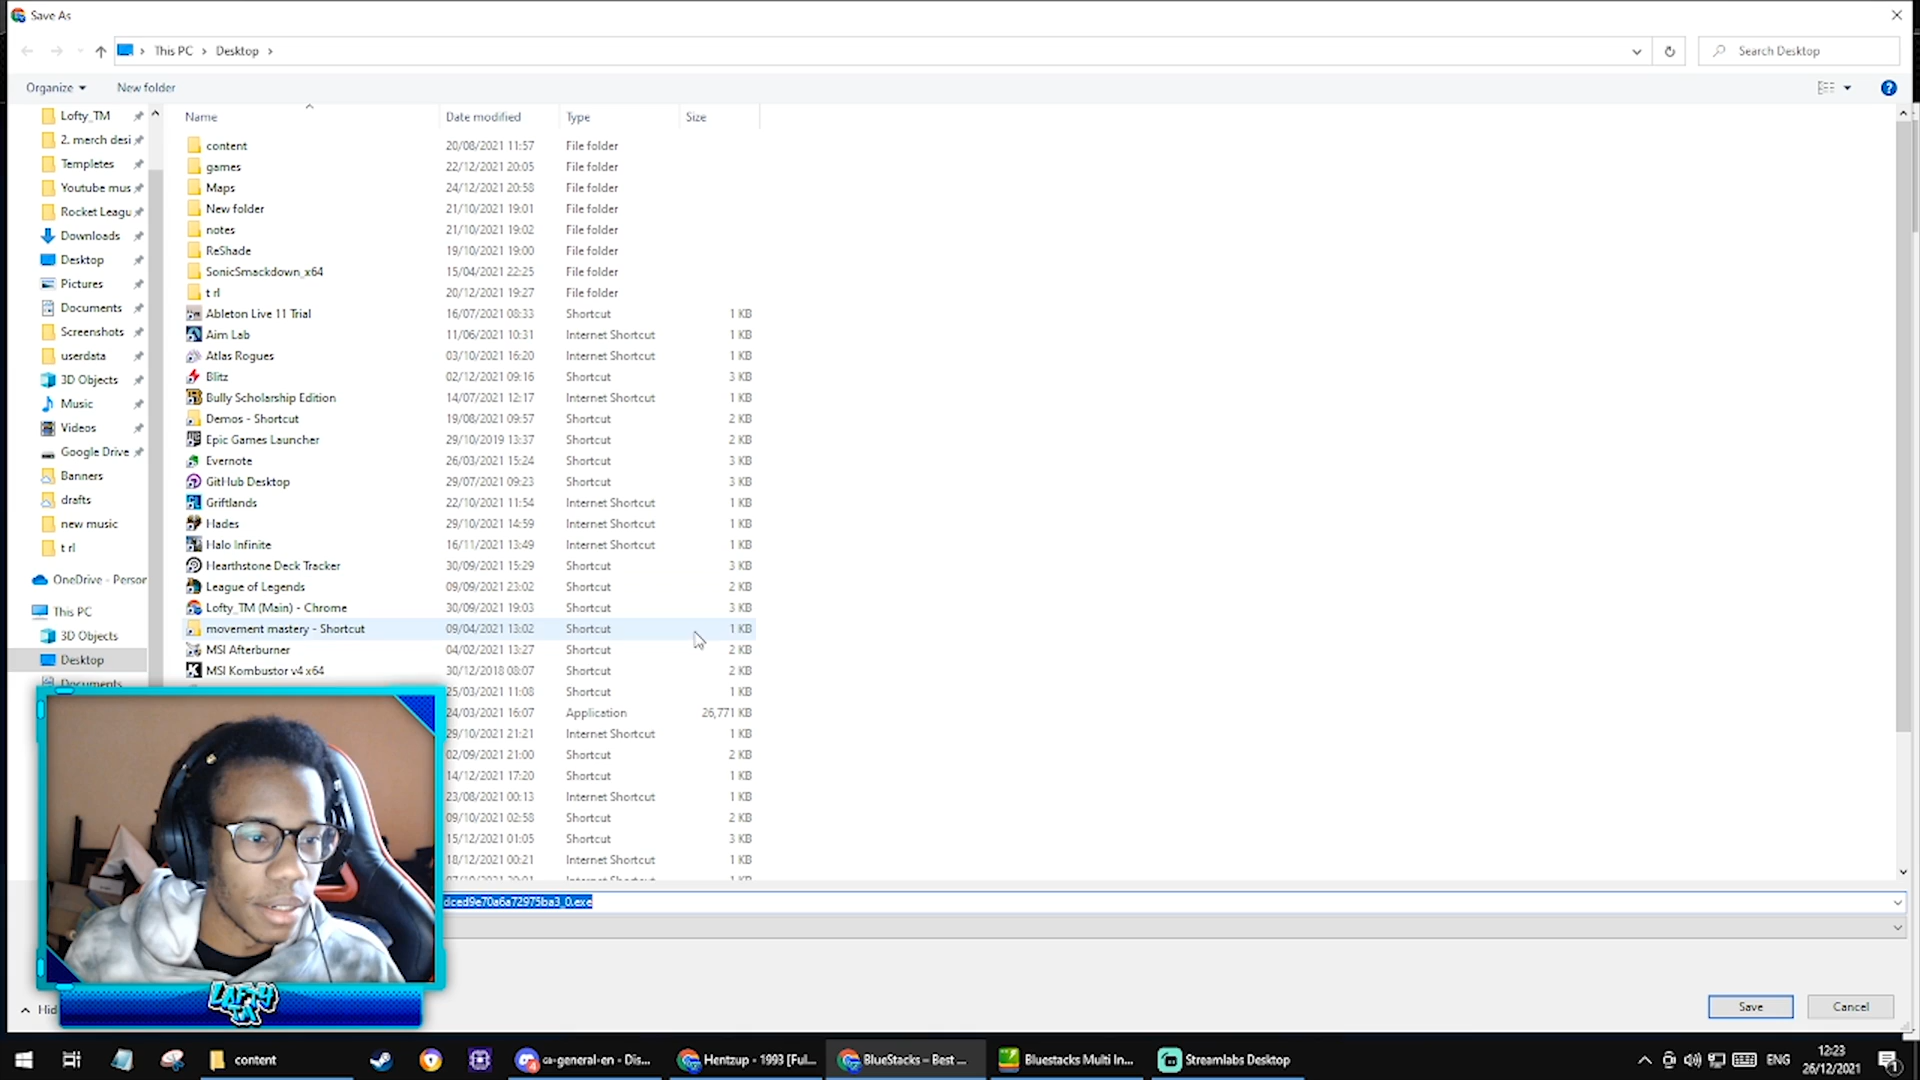 Save As
This PC > Desktop >
Search Desktop
Organize
New folder
Name
Date modified
Type
Size
Lofty_TM
2. merch desi
Templetes
Youtube mus
Rocket Leagu
Downloads
Desktop
Pictures
Documents
Screenshots
userdata
3D Objects
Music
Videos
Google Drive
Banners
drafts
new music
t rl
OneDrive - Person
This PC
3D Objects
Desktop
Documents
content 20/08/2021 11:57 File folder
games 22/12/2021 20:05 File folder
Maps 24/12/2021 20:58 File folder
New folder 21/10/2021 19:01 File folder
notes 21/10/2021 19:02 File folder
ReShade 19/10/2021 19:00 File folder
SonicSmackdown_x64 15/04/2021 22:25 File folder
t rl 20/12/2021 19:27 File folder
Ableton Live 11 Trial 16/07/2021 08:33 Shortcut 1 KB
Aim Lab 11/06/2021 10:31 Internet Shortcut 1 KB
Atlas Rogues 03/10/2021 16:20 Internet Shortcut 1 KB
Blitz 02/12/2021 09:16 Shortcut 3 KB
Bully Scholarship Edition 14/07/2021 12:17 Internet Shortcut 1 KB
Demos - Shortcut 19/08/2021 09:57 Shortcut 2 KB
Epic Games Launcher 29/10/2019 13:37 Shortcut 2 KB
Evernote 26/03/2021 15:24 Shortcut 3 KB
GitHub Desktop 29/07/2021 09:23 Shortcut 3 KB
Griftlands 22/10/2021 11:54 Internet Shortcut 1 KB
Hades 29/10/2021 14:59 Internet Shortcut 1 KB
Halo Infinite 16/11/2021 13:49 Internet Shortcut 1 KB
Hearthstone Deck Tracker 30/09/2021 15:29 Shortcut 3 KB
League of Legends 09/09/2021 23:02 Shortcut 2 KB
Lofty_TM (Main) - Chrome 30/09/2021 19:03 Shortcut 3 KB
movement mastery - Shortcut 09/04/2021 13:02 Shortcut 1 KB
MSI Afterburner 04/02/2021 13:27 Shortcut 2 KB
MSI Kombustor v4 x64 30/12/2018 08:07 Shortcut 2 KB
25/03/2021 11:08 Shortcut 1 KB
24/03/2021 16:07 Application 26,771 KB
29/10/2021 21:21 Internet Shortcut 1 KB
02/09/2021 21:00 Shortcut 2 KB
14/12/2021 17:20 Shortcut 1 KB
23/08/2021 00:13 Internet Shortcut 1 KB
09/10/2021 02:58 Shortcut 2 KB
15/12/2021 01:05 Shortcut 3 KB
18/12/2021 00:21 Internet Shortcut 1 KB
Internet Shortcut 1 KB
dced9e70a6a72975ba3_0.exe
Hid
Save
Cancel
content
general-en - Dis...
Hentzup - 1993 [Ful...
BlueStacks – Best ...
Bluestacks Multi In...
Streamlabs Desktop
ENG
12:23
26/12/2021